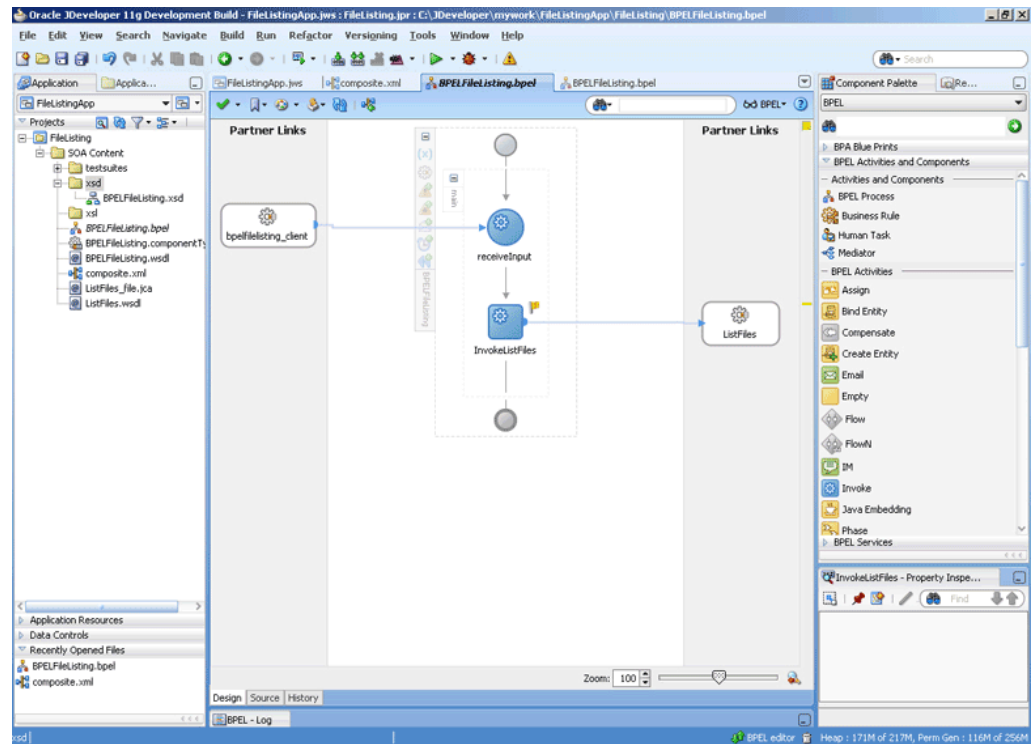 Oracle JDeveloper 11g Development Build - FileListingApp.jws : FileListing.jpr : C:\JDeveloper\mywork\FileListingApp\FileListing\BPELFileListing.bpel
File Edit View Search Navigate Build Run Refactor Versioning Tools Window Help
Search
Application
Applica...
FileListingApp
Projects
FileListing
SOA Content
testsuites
xsd
BPELFileListing.xsd
xsl
BPELFileListing.bpel
BPELFileListing.componentTy
BPELFileListing.wsdl
composite.xml
ListFiles_file.jca
ListFiles.wsdl
Application Resources
Data Controls
Recently Opened Files
BPELFileListing.bpel
composite.xml
FileListingApp.jws
composite.xml
BPELFileListing.bpel
BPELFileListing.bpel
BPEL
Partner Links
Partner Links
(x)
main
BPELFileListing
bpelfilelisting_client
receiveInput
InvokeListFiles
ListFiles
Zoom: 100
Design Source History
BPEL - Log
Component Palette
Re...
BPEL
BPA Blue Prints
BPEL Activities and Components
Activities and Components
BPEL Process
Business Rule
Human Task
Mediator
BPEL Activities
Assign
Bind Entity
Compensate
Create Entity
Email
Empty
Flow
FlowN
IM
Invoke
Java Embedding
Phase
BPEL Services
InvokeListFiles - Property Inspe...
Find
xsd
BPEL editor
Heap : 171M of 217M, Perm Gen : 116M of 256M